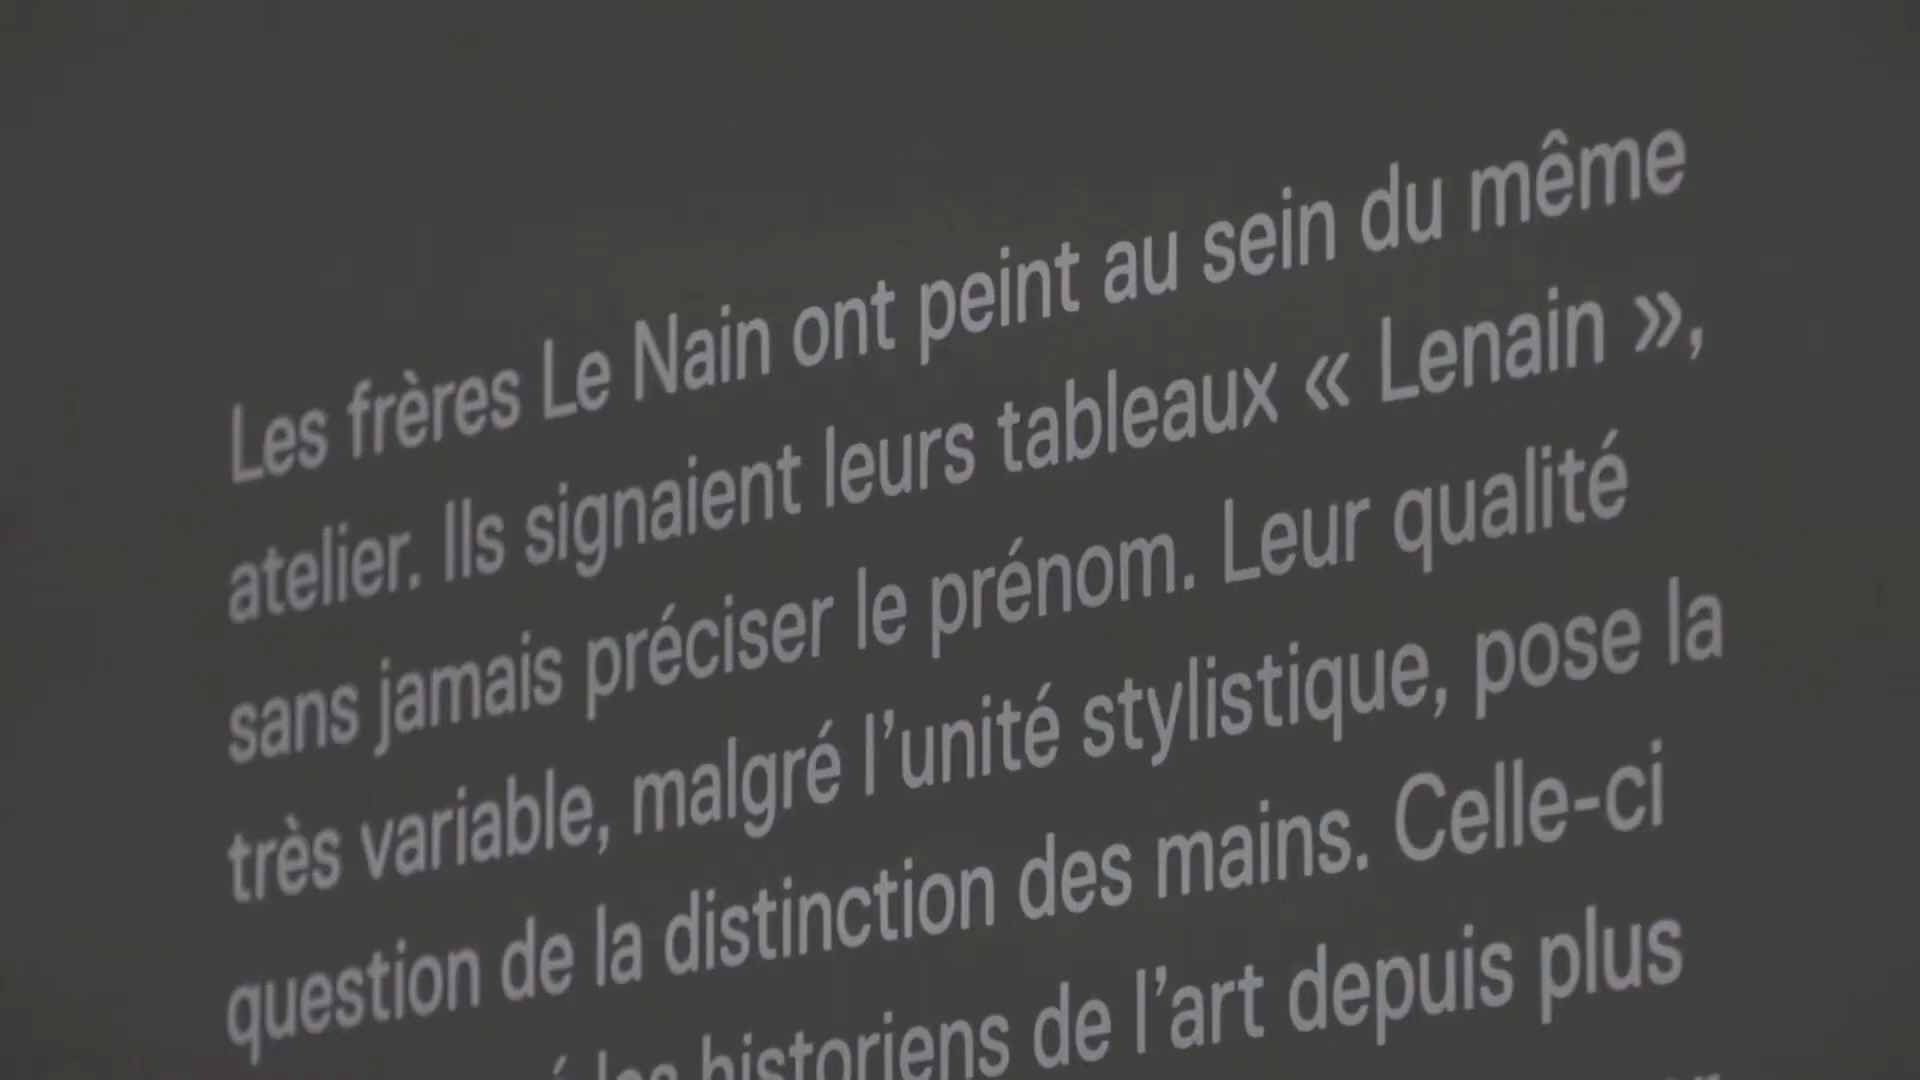 Les frères Le Nain ont peint au sein du même
atelier. Ils signaient leurs tableaux « Lenain »,
sans jamais préciser le prénom. Leur qualité
très variable, malgré l’unité stylistique, pose la
question de la distinction des mains. Celle-ci
les historiens de l’art depuis plus